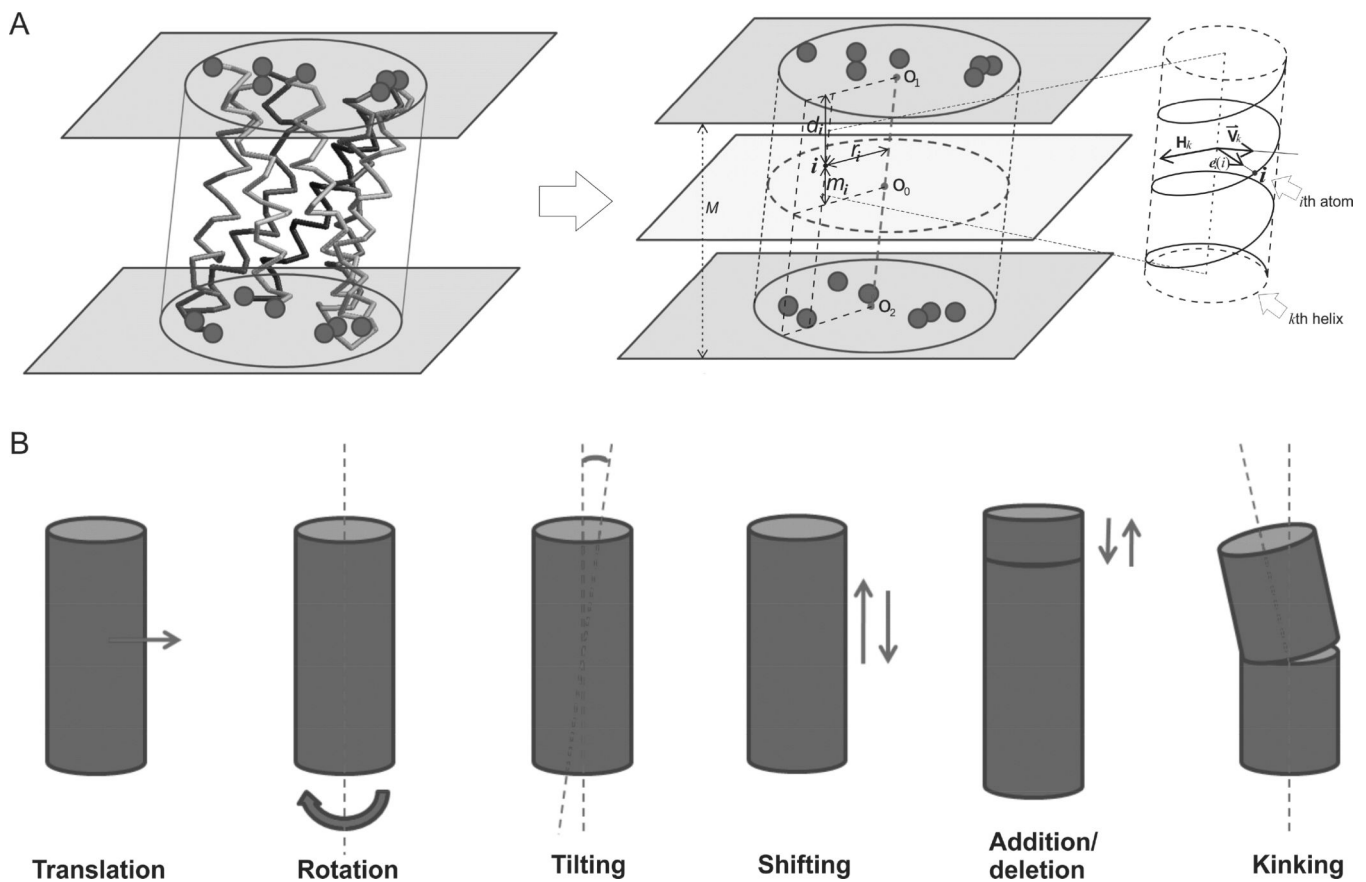 A
O₁
dᵢ
rᵢ
i
mᵢ
O₀
M
O₂
Hₖ
Vₖ
e(i)
i
ith atom
kth helix
B
Translation
Rotation
Tilting
Shifting
Addition/
deletion
Kinking